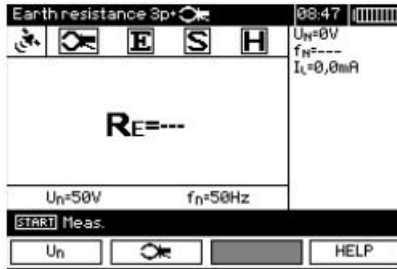 Earth resistance 3p+
08:47
E S H
UN=0V
fN=---
IL=0,0mA
RE=---
Un=50V fn=50Hz
START Meas.
Un HELP